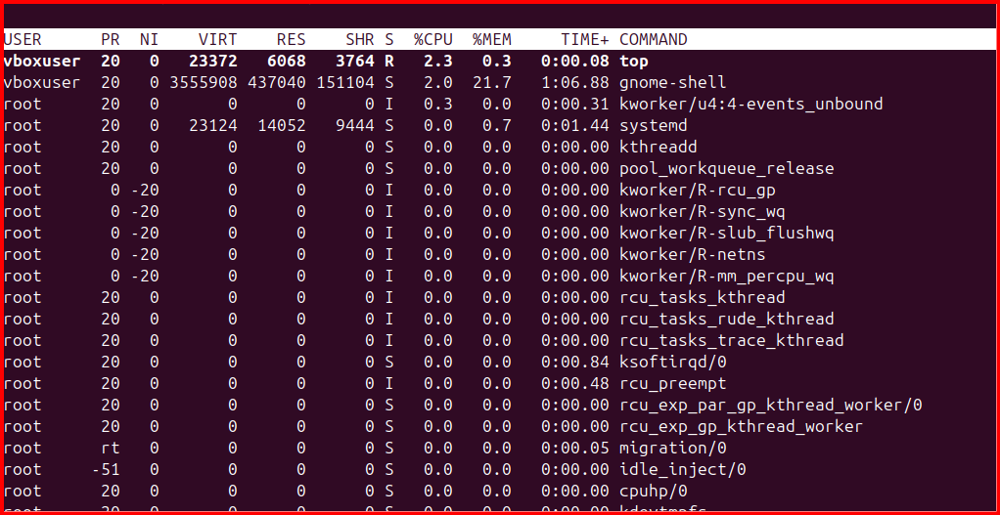 USER PR NI VIRT RES SHR S %CPU %MEM TIME+ COMMAND
vboxuser 20 0 23372 6068 3764 R 2.3 0.3 0:00.08 top
vboxuser 20 0 3555908 437040 151104 S 2.0 21.7 1:06.88 gnome-shell
root 20 0 0 0 0 I 0.3 0.0 0:00.31 kworker/u4:4-events_unbound
root 20 0 23124 14052 9444 S 0.0 0.7 0:01.44 systemd
root 20 0 0 0 0 S 0.0 0.0 0:00.00 kthreadd
root 20 0 0 0 0 S 0.0 0.0 0:00.00 pool_workqueue_release
root 0 -20 0 0 0 I 0.0 0.0 0:00.00 kworker/R-rcu_gp
root 0 -20 0 0 0 I 0.0 0.0 0:00.00 kworker/R-sync_wq
root 0 -20 0 0 0 I 0.0 0.0 0:00.00 kworker/R-slub_flushwq
root 0 -20 0 0 0 I 0.0 0.0 0:00.00 kworker/R-netns
root 0 -20 0 0 0 I 0.0 0.0 0:00.00 kworker/R-mm_percpu_wq
root 20 0 0 0 0 I 0.0 0.0 0:00.00 rcu_tasks_kthread
root 20 0 0 0 0 I 0.0 0.0 0:00.00 rcu_tasks_rude_kthread
root 20 0 0 0 0 I 0.0 0.0 0:00.00 rcu_tasks_trace_kthread
root 20 0 0 0 0 S 0.0 0.0 0:00.84 ksoftirqd/0
root 20 0 0 0 0 I 0.0 0.0 0:00.48 rcu_preempt
root 20 0 0 0 0 S 0.0 0.0 0:00.00 rcu_exp_par_gp_kthread_worker/0
root 20 0 0 0 0 S 0.0 0.0 0:00.00 rcu_exp_gp_kthread_worker
root rt 0 0 0 0 S 0.0 0.0 0:00.05 migration/0
root -51 0 0 0 0 S 0.0 0.0 0:00.00 idle_inject/0
root 20 0 0 0 0 S 0.0 0.0 0:00.00 cpuhp/0